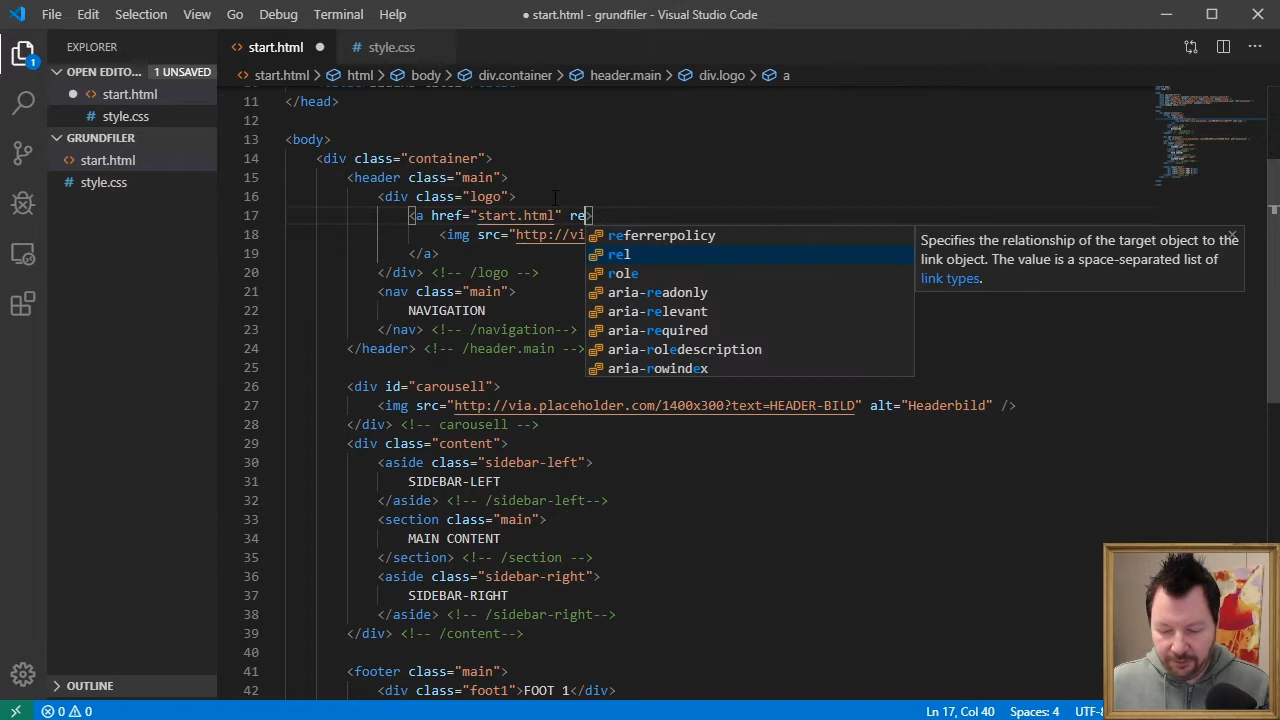 File Edit Selection View Go Debug Terminal Help ● start.html - grundfiler - Visual Studio Code
EXPLORER
start.html ●
style.css
OPEN EDITO... 1 UNSAVED
● start.html
style.css
GRUNDFILER
start.html
style.css
OUTLINE
1
start.html > html > body > div.container > header.main > div.logo > a
11 </head>
12
13 <body>
14 <div class="container">
15 <header class="main">
16 <div class="logo">
17 <a href="start.html" re>
18 <img src="http://vi
19 </a>
20 </div> <!-- /logo -->
21 <nav class="main">
22 NAVIGATION
23 </nav> <!-- /navigation-->
24 </header> <!-- /header.main -->
25
26 <div id="carousell">
27 <img src="http://via.placeholder.com/1400x300?text=HEADER-BILD" alt="Headerbild" />
28 </div> <!-- carousell -->
29 <div class="content">
30 <aside class="sidebar-left">
31 SIDEBAR-LEFT
32 </aside> <!-- /sidebar-left-->
33 <section class="main">
34 MAIN CONTENT
35 </section> <!-- /section -->
36 <aside class="sidebar-right">
37 SIDEBAR-RIGHT
38 </aside> <!-- /sidebar-right-->
39 </div> <!-- /content-->
40
41 <footer class="main">
42 <div class="foot1">FOOT 1</div>
referrerpolicy
rel
role
aria-readonly
aria-relevant
aria-required
aria-roledescription
aria-rowindex
Specifies the relationship of the target object to the
link object. The value is a space-separated list of
link types.
0 0 Ln 17, Col 40 Spaces: 4 UTF-8